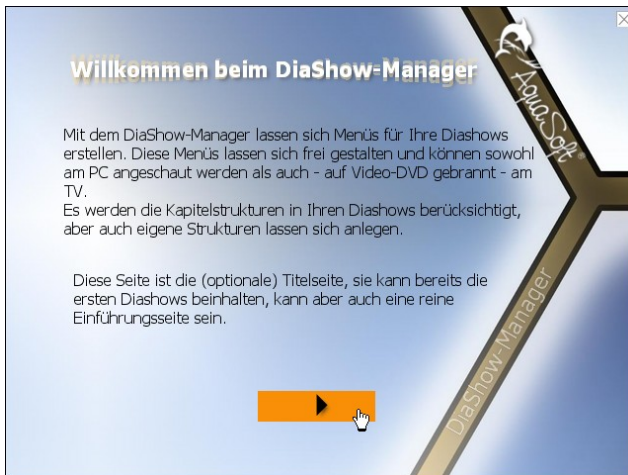 Willkommen beim DiaShow-Manager
AquaSoft®
Mit dem DiaShow-Manager lassen sich Menüs für Ihre Diashows
erstellen. Diese Menüs lassen sich frei gestalten und können sowohl
am PC angeschaut werden als auch - auf Video-DVD gebrannt - am
TV.
Es werden die Kapitelstrukturen in Ihren Diashows berücksichtigt,
aber auch eigene Strukturen lassen sich anlegen.
Diese Seite ist die (optionale) Titelseite, sie kann bereits die
ersten Diashows beinhalten, kann aber auch eine reine
Einführungsseite sein.
DiaShow-Manager